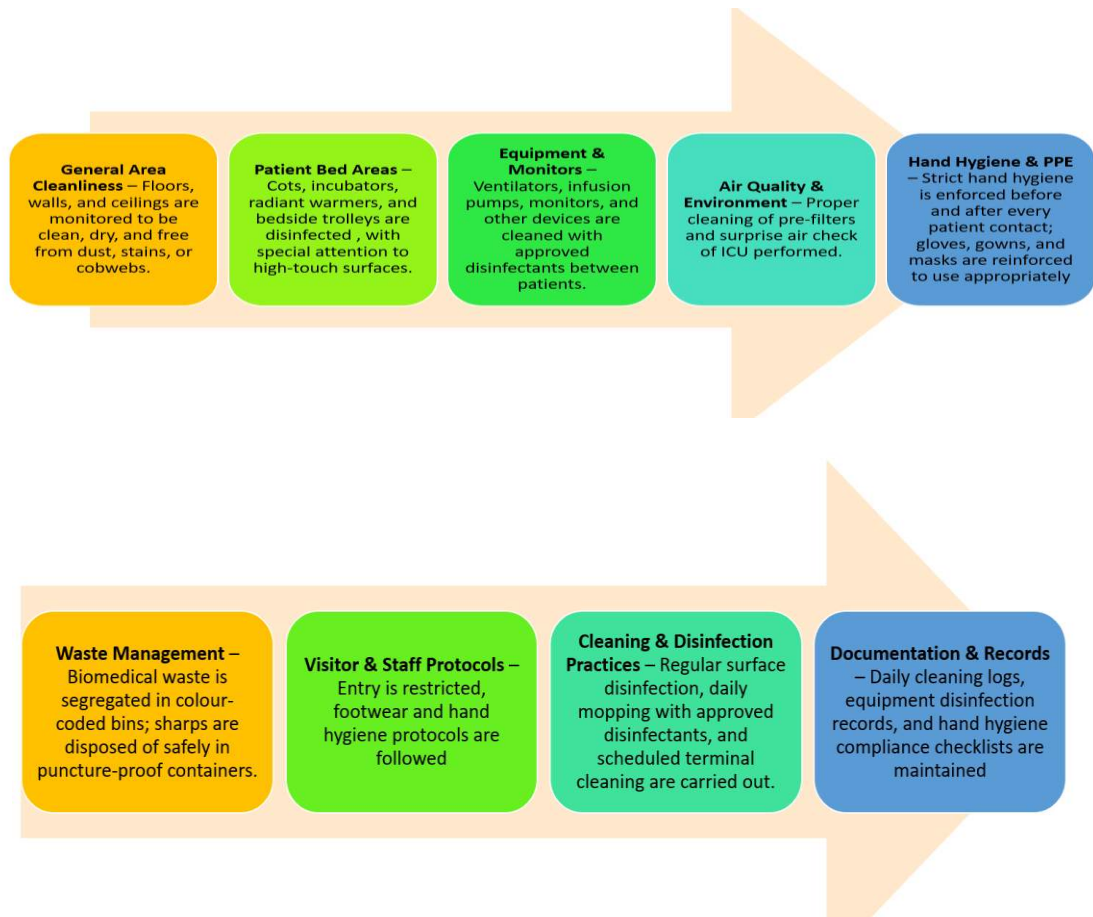 General Area
Cleanliness – Floors,
walls, and ceilings are
monitored to be
clean, dry, and free
from dust, stains, or
cobwebs.
Patient Bed Areas –
Cots, incubators,
radiant warmers, and
bedside trolleys are
disinfected , with
special attention to
high-touch surfaces.
Equipment &
Monitors –
Ventilators, infusion
pumps, monitors, and
other devices are
cleaned with
approved
disinfectants between
patients.
Air Quality &
Environment – Proper
cleaning of pre-filters
and surprise air check
of ICU performed.
Hand Hygiene & PPE
– Strict hand hygiene
is enforced before
and after every
patient contact;
gloves, gowns, and
masks are reinforced
to use appropriately
Waste Management –
Biomedical waste is
segregated in colour-
coded bins; sharps are
disposed of safely in
puncture-proof containers.
Visitor & Staff Protocols –
Entry is restricted,
footwear and hand
hygiene protocols are
followed
Cleaning & Disinfection
Practices – Regular surface
disinfection, daily
mopping with approved
disinfectants, and
scheduled terminal
cleaning are carried out.
Documentation & Records
– Daily cleaning logs,
equipment disinfection
records, and hand hygiene
compliance checklists are
maintained